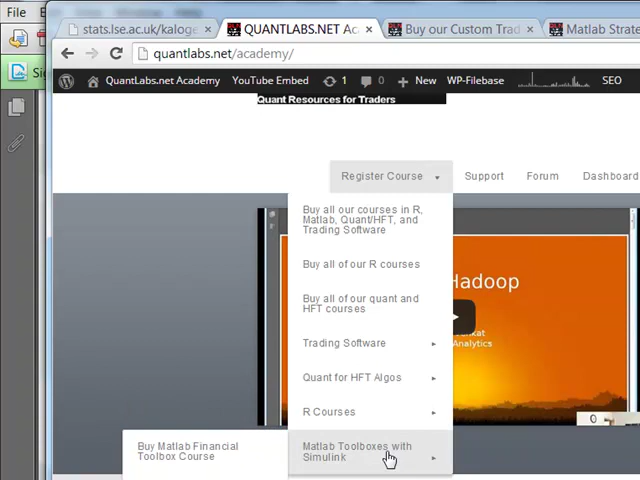 File
stats.lse.ac.uk/kaloge
QUANTLABS.NET Ac
Buy our Custom Trad
Matlab Strate
quantlabs.net/academy/
QuantLabs.net Academy
YouTube Embed
1
0
New
WP-Filebase
SEO
Quant Resources for Traders
Register Course
Support
Forum
Dashboard
Buy all our courses in R,
Matlab, Quant/HFT, and
Trading Software
Buy all of our R courses
Buy all of our quant and
HFT courses
Trading Software
Quant for HFT Algos
R Courses
Matlab Toolboxes with
Simulink
Buy Matlab Financial
Toolbox Course
Hadoop
Analytics
0